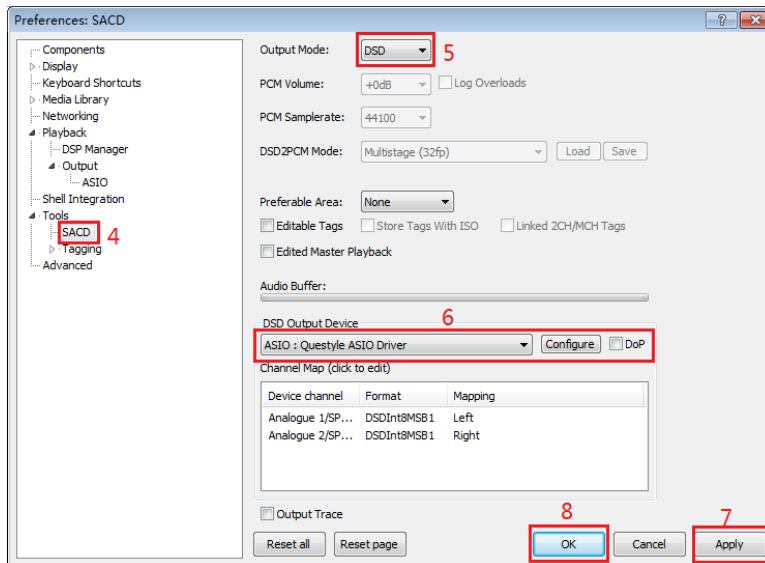 Preferences: SACD
Components
Display
Keyboard Shortcuts
Media Library
Networking
Playback
DSP Manager
Output
ASIO
Shell Integration
Tools
SACD 4
Tagging
Advanced
Output Mode: DSD 5
PCM Volume: +0dB Log Overloads
PCM Samplerate: 44100
DSD2PCM Mode: Multistage (32fp) Load Save
Preferable Area: None
Editable Tags Store Tags With ISO Linked 2CH/MCH Tags
Edited Master Playback
Audio Buffer:
6
DSD Output Device
ASIO : Questyle ASIO Driver Configure DoP
Channel Map (click to edit)
Device channel Format Mapping
Analogue 1/SP... DSDInt8MSB1 Left
Analogue 2/SP... DSDInt8MSB1 Right
Output Trace
8 7
Reset all Reset page OK Cancel Apply